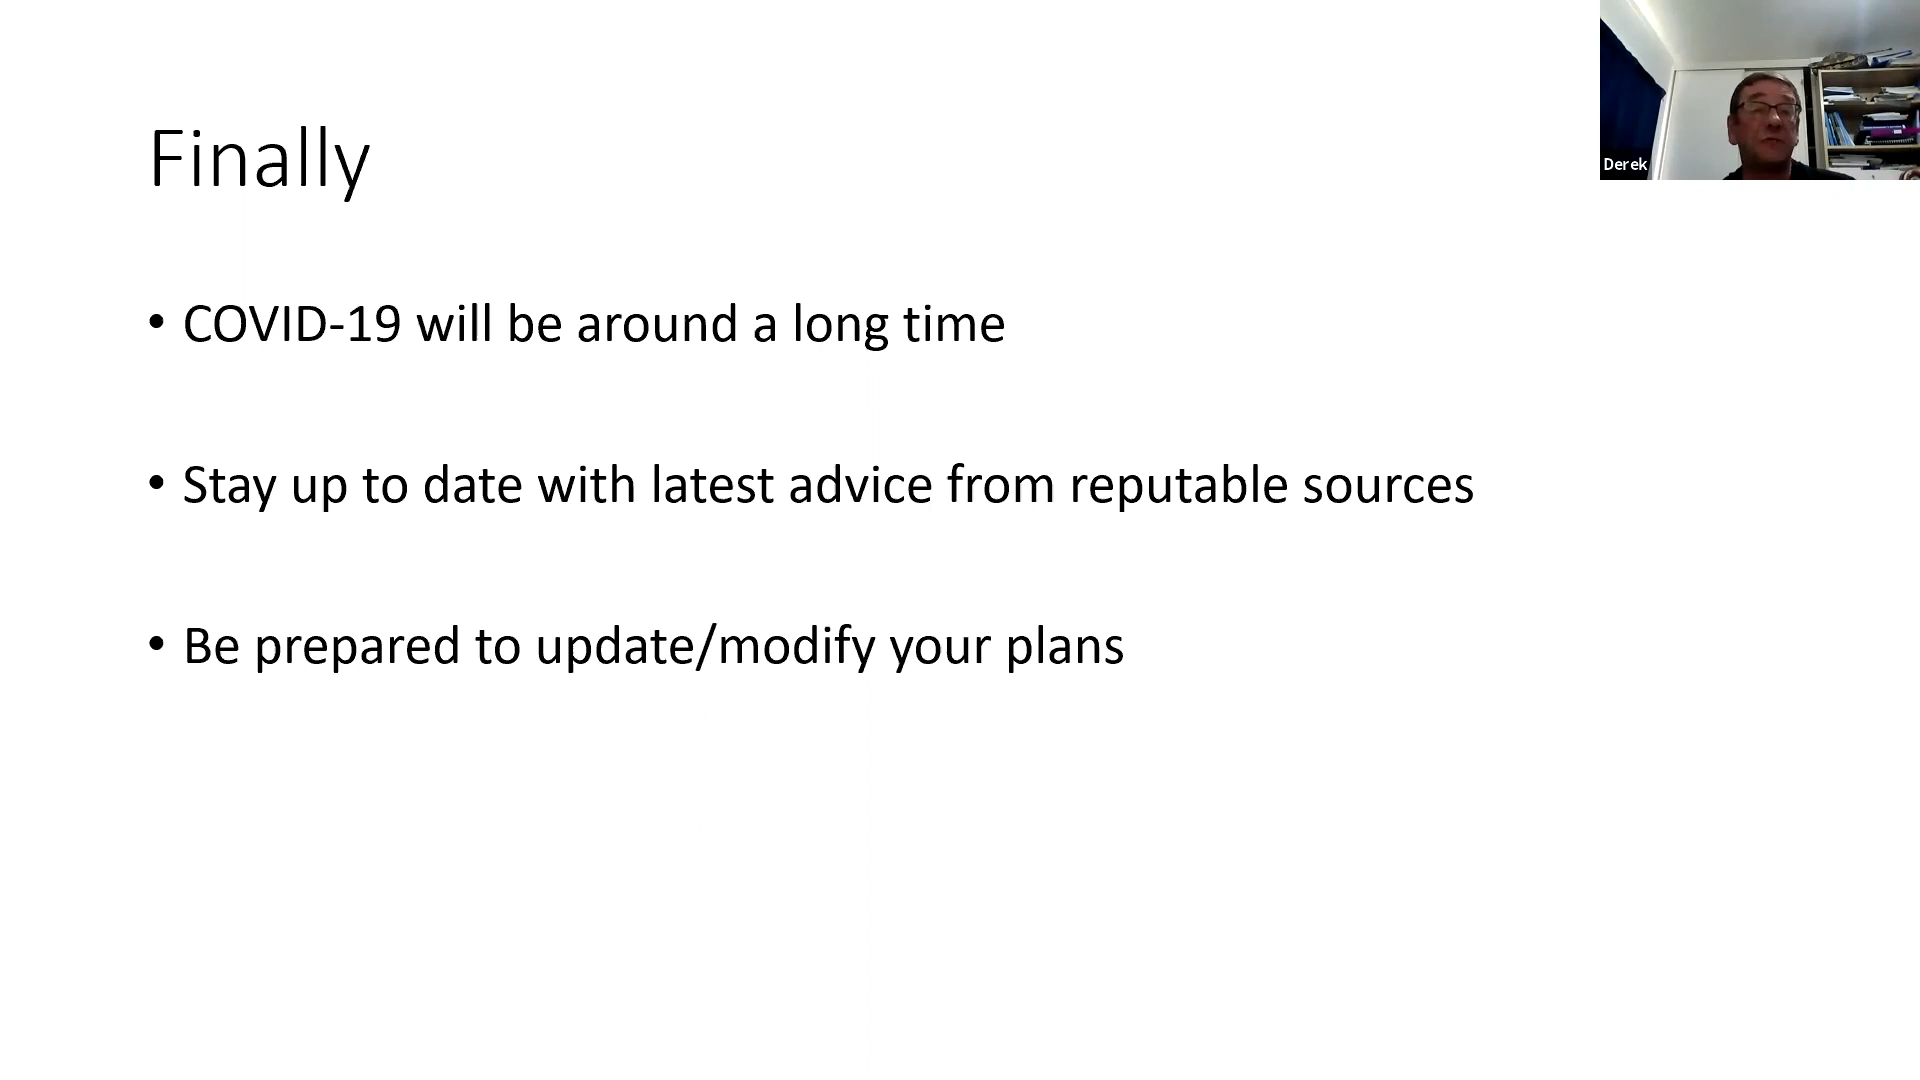 Finally
• COVID-19 will be around a long time
• Stay up to date with latest advice from reputable sources
• Be prepared to update/modify your plans
Derek